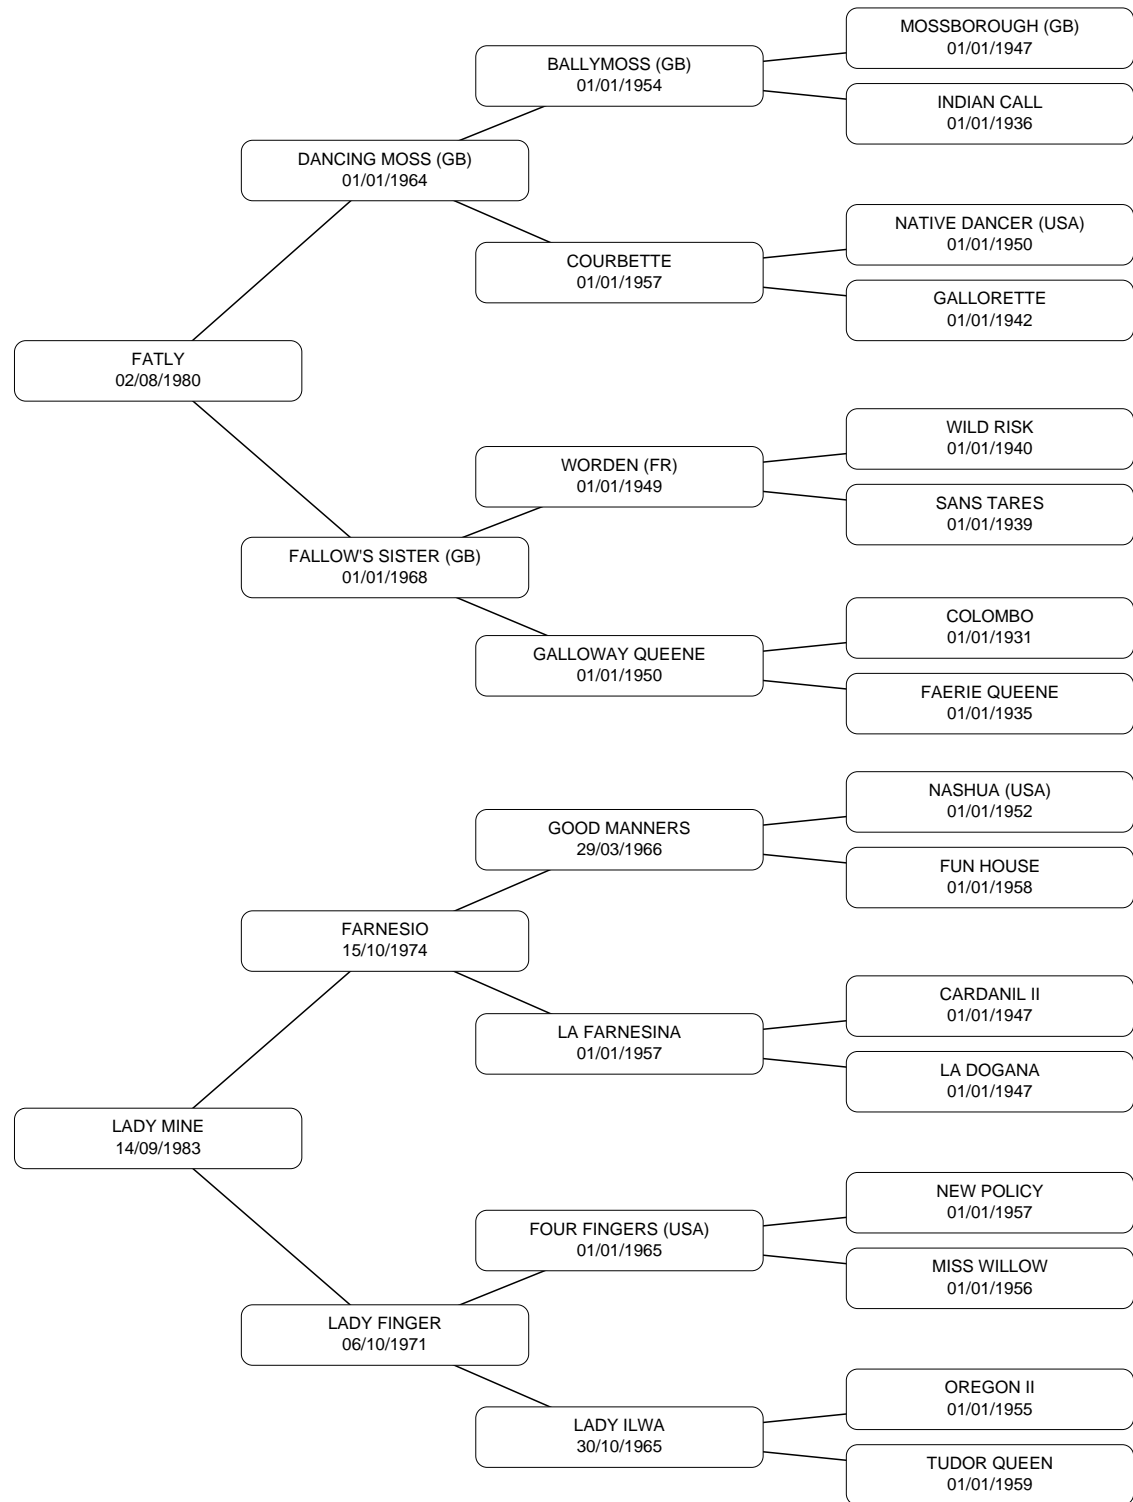 MOSSBOROUGH (GB)
01/01/1947
BALLYMOSS (GB)
01/01/1954
INDIAN CALL
01/01/1936
DANCING MOSS (GB)
01/01/1964
NATIVE DANCER (USA)
01/01/1950
COURBETTE
01/01/1957
GALLORETTE
01/01/1942
FATLY
02/08/1980
WILD RISK
01/01/1940
WORDEN (FR)
01/01/1949
SANS TARES
01/01/1939
FALLOW'S SISTER (GB)
01/01/1968
COLOMBO
01/01/1931
GALLOWAY QUEENE
01/01/1950
FAERIE QUEENE
01/01/1935
NASHUA (USA)
01/01/1952
GOOD MANNERS
29/03/1966
FUN HOUSE
01/01/1958
FARNESIO
15/10/1974
CARDANIL II
01/01/1947
LA FARNESINA
01/01/1957
LA DOGANA
01/01/1947
LADY MINE
14/09/1983
NEW POLICY
01/01/1957
FOUR FINGERS (USA)
01/01/1965
MISS WILLOW
01/01/1956
LADY FINGER
06/10/1971
OREGON II
01/01/1955
LADY ILWA
30/10/1965
TUDOR QUEEN
01/01/1959